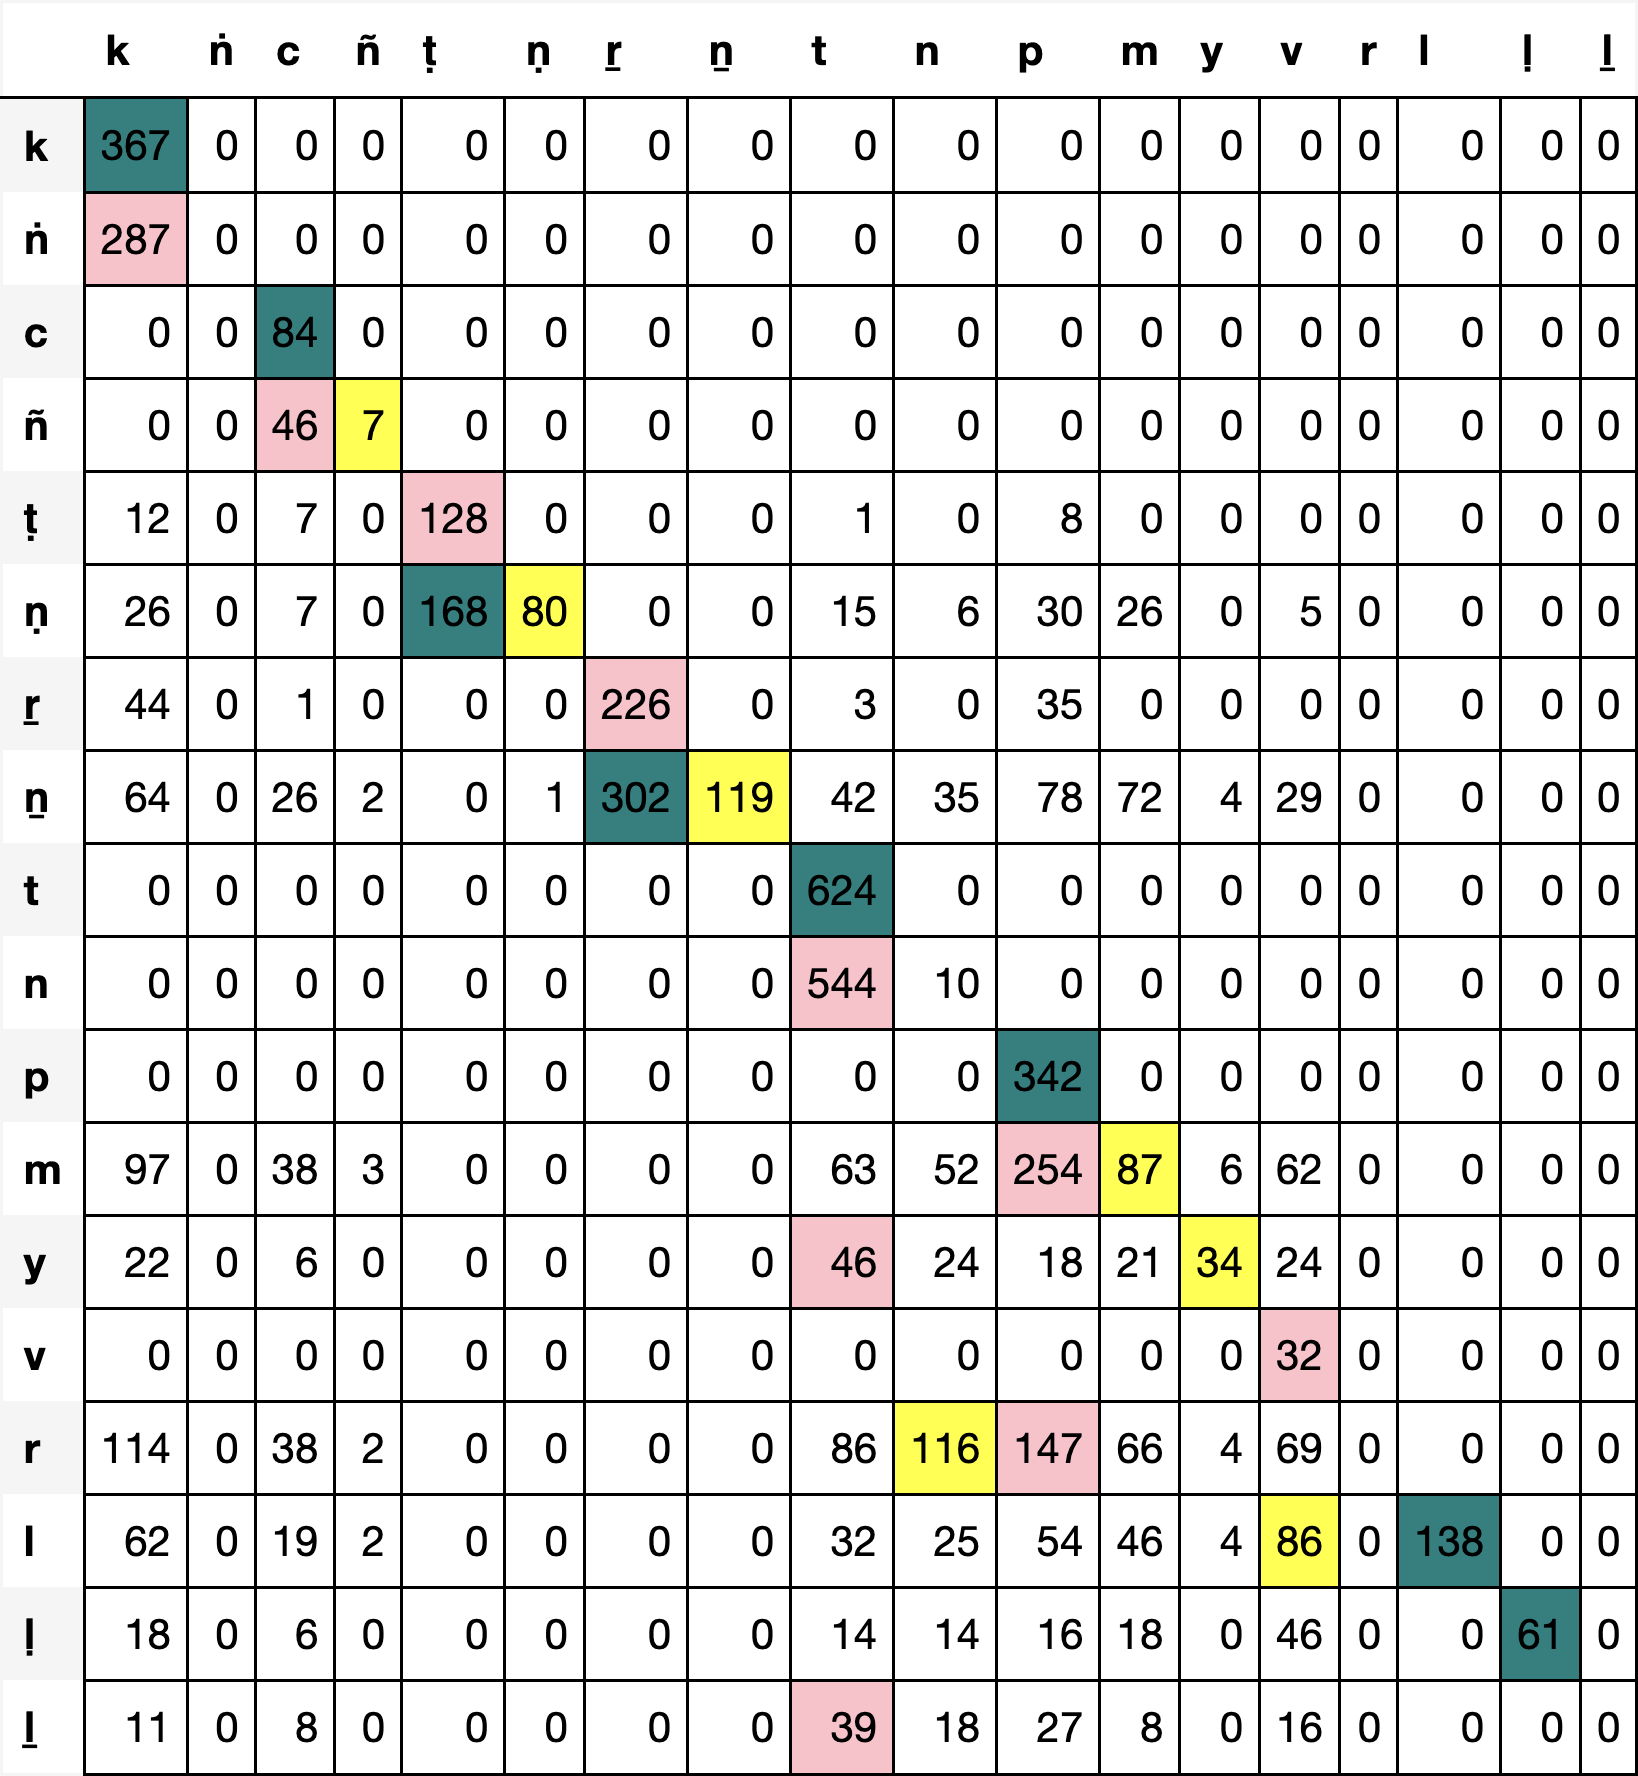 k ṅ c ñ ṭ ṇ ṟ ṉ t n p m y v r l ḷ ḻ
k 367 0 0 0 0 0 0 0 0 0 0 0 0 0 0 0 0 0
ṅ 287 0 0 0 0 0 0 0 0 0 0 0 0 0 0 0 0 0
c 0 0 84 0 0 0 0 0 0 0 0 0 0 0 0 0 0 0
ñ 0 0 46 7 0 0 0 0 0 0 0 0 0 0 0 0 0 0
ṭ 12 0 7 0 128 0 0 0 1 0 8 0 0 0 0 0 0 0
ṇ 26 0 7 0 168 80 0 0 15 6 30 26 0 5 0 0 0 0
ṟ 44 0 1 0 0 0 226 0 3 0 35 0 0 0 0 0 0 0
ṉ 64 0 26 2 0 1 302 119 42 35 78 72 4 29 0 0 0 0
t 0 0 0 0 0 0 0 0 624 0 0 0 0 0 0 0 0 0
n 0 0 0 0 0 0 0 0 544 10 0 0 0 0 0 0 0 0
p 0 0 0 0 0 0 0 0 0 0 342 0 0 0 0 0 0 0
m 97 0 38 3 0 0 0 0 63 52 254 87 6 62 0 0 0 0
y 22 0 6 0 0 0 0 0 46 24 18 21 34 24 0 0 0 0
v 0 0 0 0 0 0 0 0 0 0 0 0 0 32 0 0 0 0
r 114 0 38 2 0 0 0 0 86 116 147 66 4 69 0 0 0 0
l 62 0 19 2 0 0 0 0 32 25 54 46 4 86 0 138 0 0
ḷ 18 0 6 0 0 0 0 0 14 14 16 18 0 46 0 0 61 0
ḻ 11 0 8 0 0 0 0 0 39 18 27 8 0 16 0 0 0 0